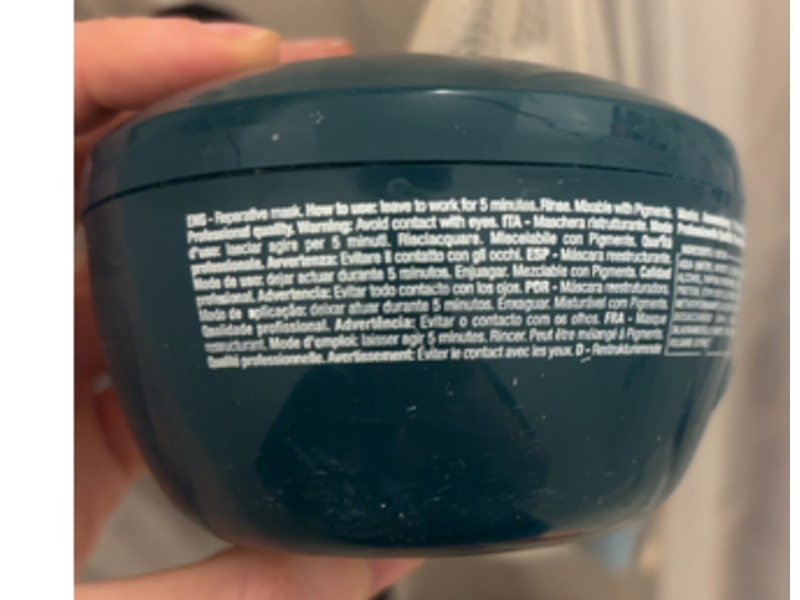 ENG - Reparative mask. How to use: leave to work for 5 minutes. Rinse. Mixable with Pigments.
Professional quality. Warning: Avoid contact with eyes. ITA - Maschera ristrutturante. Modo
d'uso: lasciar agire per 5 minuti. Risciacquare. Miscelabile con Pigments. Qualità
professionale. Avvertenza: Evitare il contatto con gli occhi. ESP - Máscara reestructurante.
Modo de uso: dejar actuar durante 5 minutos. Enjuagar. Mezclable con Pigments. Calidad
profesional. Advertencia: Evitar todo contacto con los ojos. POR - Máscara reestruturadora.
Modo de aplicação: deixar atuar durante 5 minutos. Enxaguar. Misturável com Pigments.
Qualidade profissional. Advertência: Evitar o contacto com os olhos. FRA - Masque
restructurant. Mode d'emploi: laisser agir 5 minutes. Rincer. Peut être mélangé à Pigments.
Qualité professionnelle. Avertissement: Éviter le contact avec les yeux. D - Restrukturierende